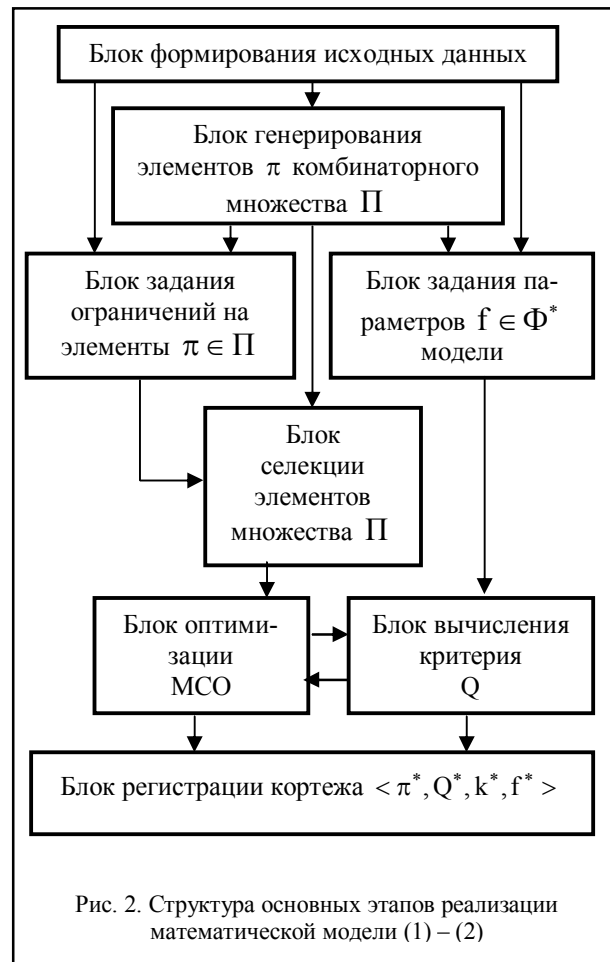 Блок формирования исходных данных
Блок генерирования
элементов π комбинаторного
множества Π
Блок задания
ограничений на
элементы π ∈ Π
Блок задания па-
раметров f ∈ Φ*
модели
Блок
селекции
элементов
множества Π
Блок оптими-
зации
МСО
Блок вычисления
критерия
Q
Блок регистрации кортежа < π*, Q*, k*, f* >
Рис. 2. Структура основных этапов реализации
математической модели (1) – (2)